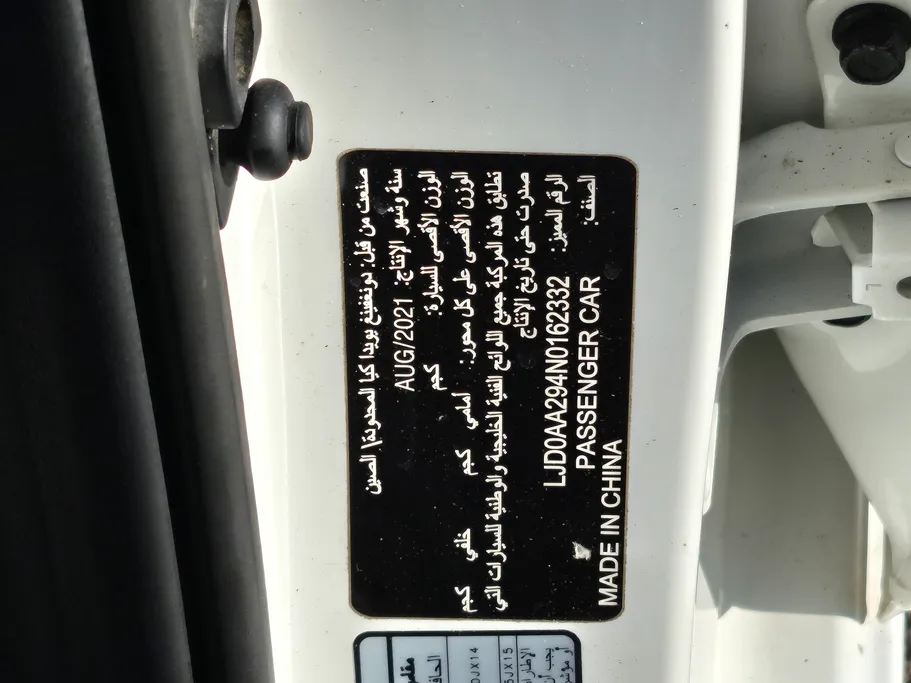 صنعت من قبل: دونغفينغ يويدا كيا المحدودة\ الصين
سنة وشهر الإنتاج: AUG/2021
الوزن الأقصى للسيارة: كجم
الوزن الأقصى على كل محور: أمامي كجم خلفي كجم
تطابق هذه المركبة جميع اللوائح الفنية الخليجية والوطنية للسيارات التي
صدرت حتى تاريخ الإنتاج
الرقم المميز: LJD0AA294N0162332
الصنف: PASSENGER CAR
MADE IN CHINA